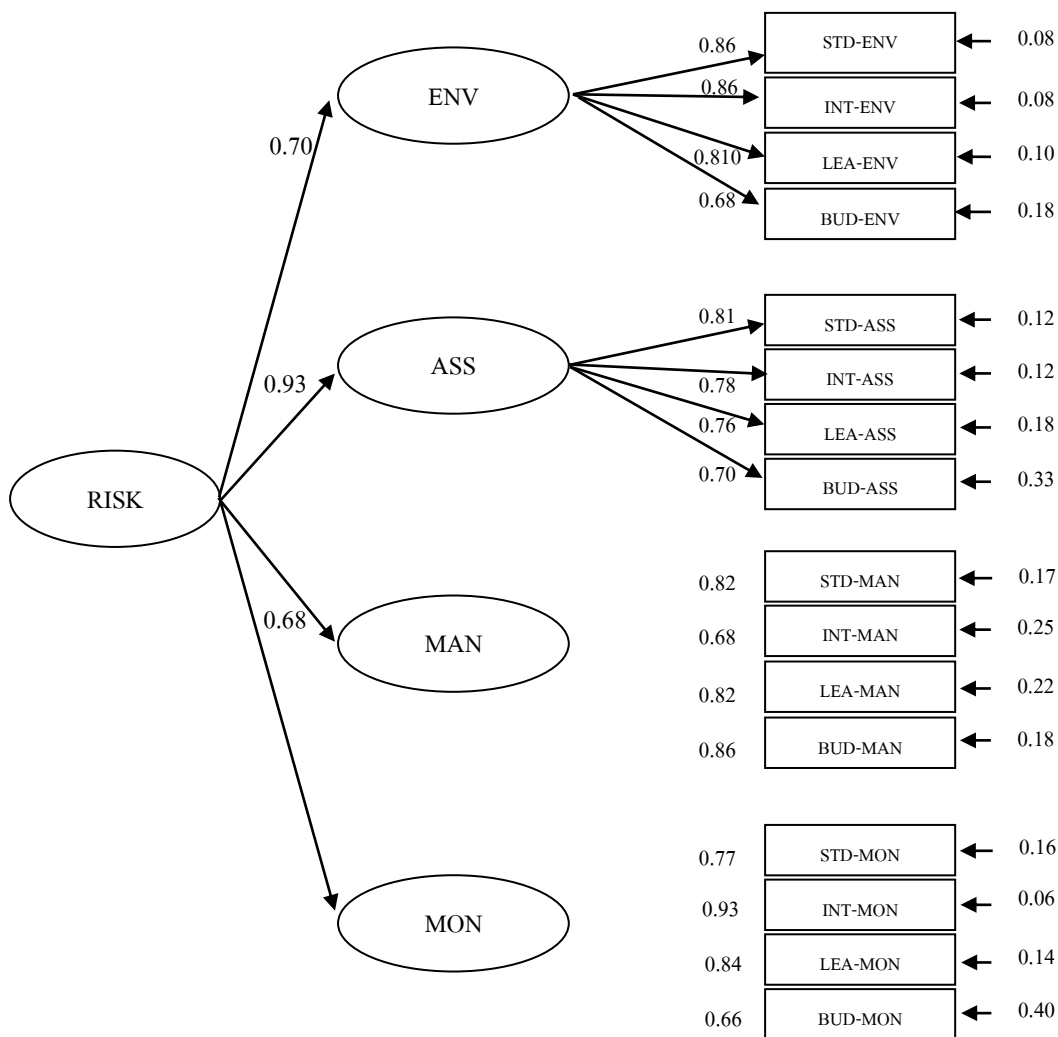 0.86 STD-ENV 0.08
ENV 0.86 INT-ENV 0.08
0.70 0.810 LEA-ENV 0.10
0.68 BUD-ENV 0.18
0.81 STD-ASS 0.12
ASS 0.78 INT-ASS 0.12
0.93 0.76 LEA-ASS 0.18
0.70 BUD-ASS 0.33
RISK
0.82 STD-MAN 0.17
0.68 MAN 0.68 INT-MAN 0.25
0.82 LEA-MAN 0.22
0.86 BUD-MAN 0.18
0.77 STD-MON 0.16
MON 0.93 INT-MON 0.06
0.84 LEA-MON 0.14
0.66 BUD-MON 0.40